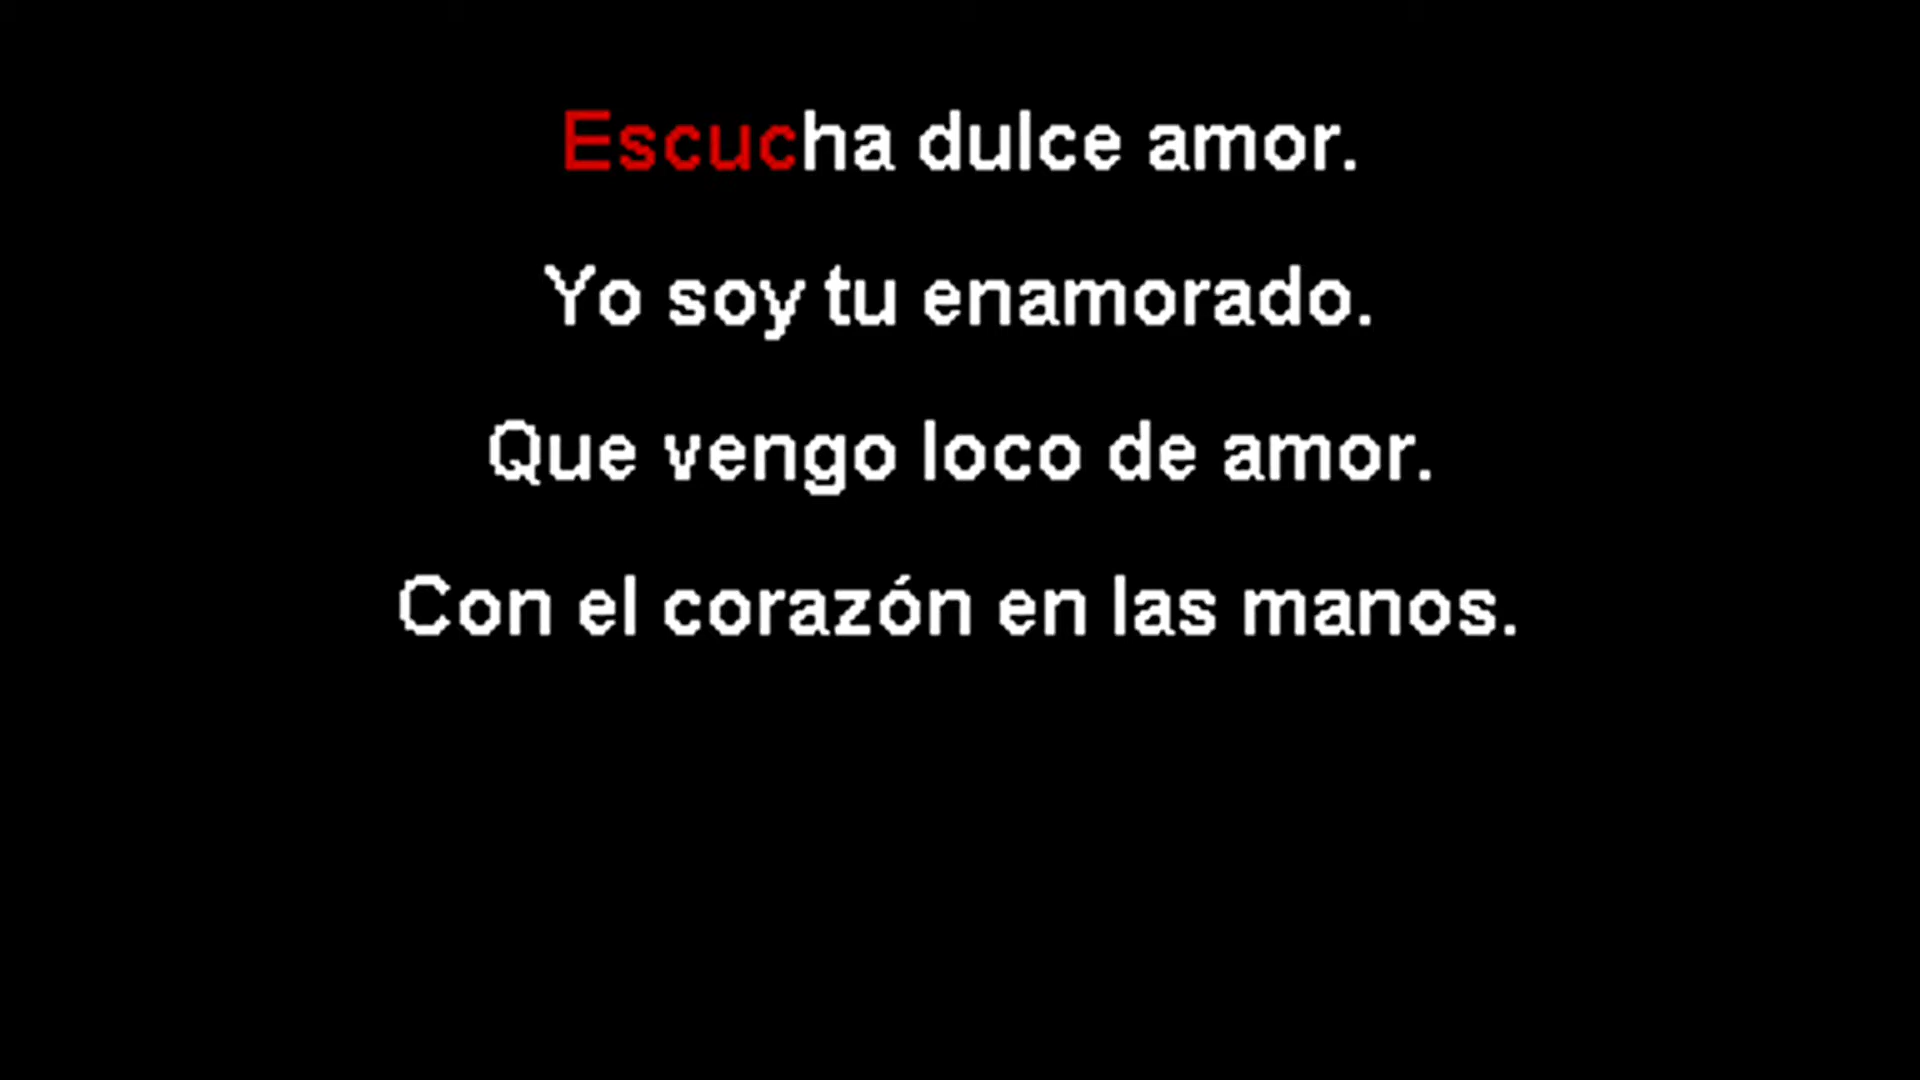 Escucha dulce amor.
Yo soy tu enamorado.
Que vengo loco de amor.
Con el corazón en las manos.